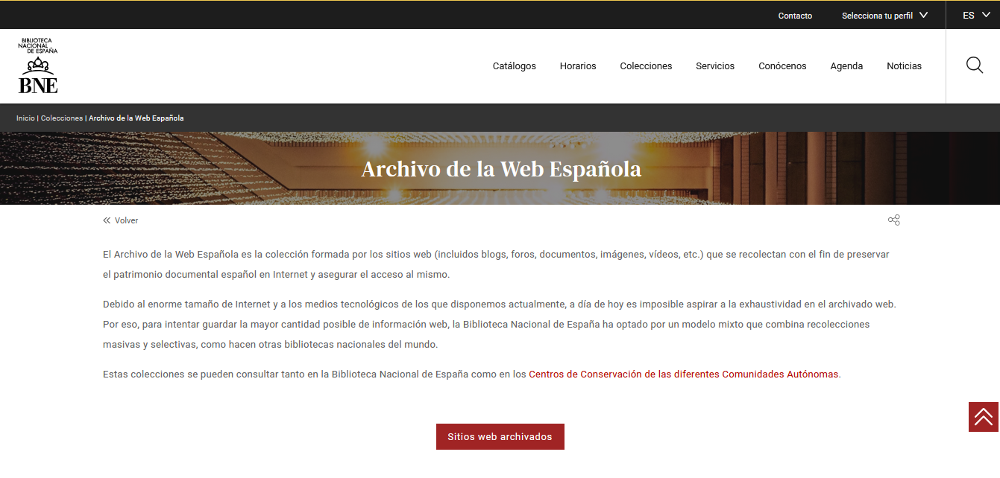 Contacto
Selecciona tu perfil
ES
BIBLIOTECA
NACIONAL
DE ESPAÑA
BNE
Catálogos
Horarios
Colecciones
Servicios
Conócenos
Agenda
Noticias
Inicio | Colecciones | Archivo de la Web Española
Archivo de la Web Española
Volver
El Archivo de la Web Española es la colección formada por los sitios web (incluidos blogs, foros, documentos, imágenes, vídeos, etc.) que se recolectan con el fin de preservar
el patrimonio documental español en Internet y asegurar el acceso al mismo.
Debido al enorme tamaño de Internet y a los medios tecnológicos de los que disponemos actualmente, a día de hoy es imposible aspirar a la exhaustividad en el archivado web.
Por eso, para intentar guardar la mayor cantidad posible de información web, la Biblioteca Nacional de España ha optado por un modelo mixto que combina recolecciones
masivas y selectivas, como hacen otras bibliotecas nacionales del mundo.
Estas colecciones se pueden consultar tanto en la Biblioteca Nacional de España como en los Centros de Conservación de las diferentes Comunidades Autónomas.
Sitios web archivados